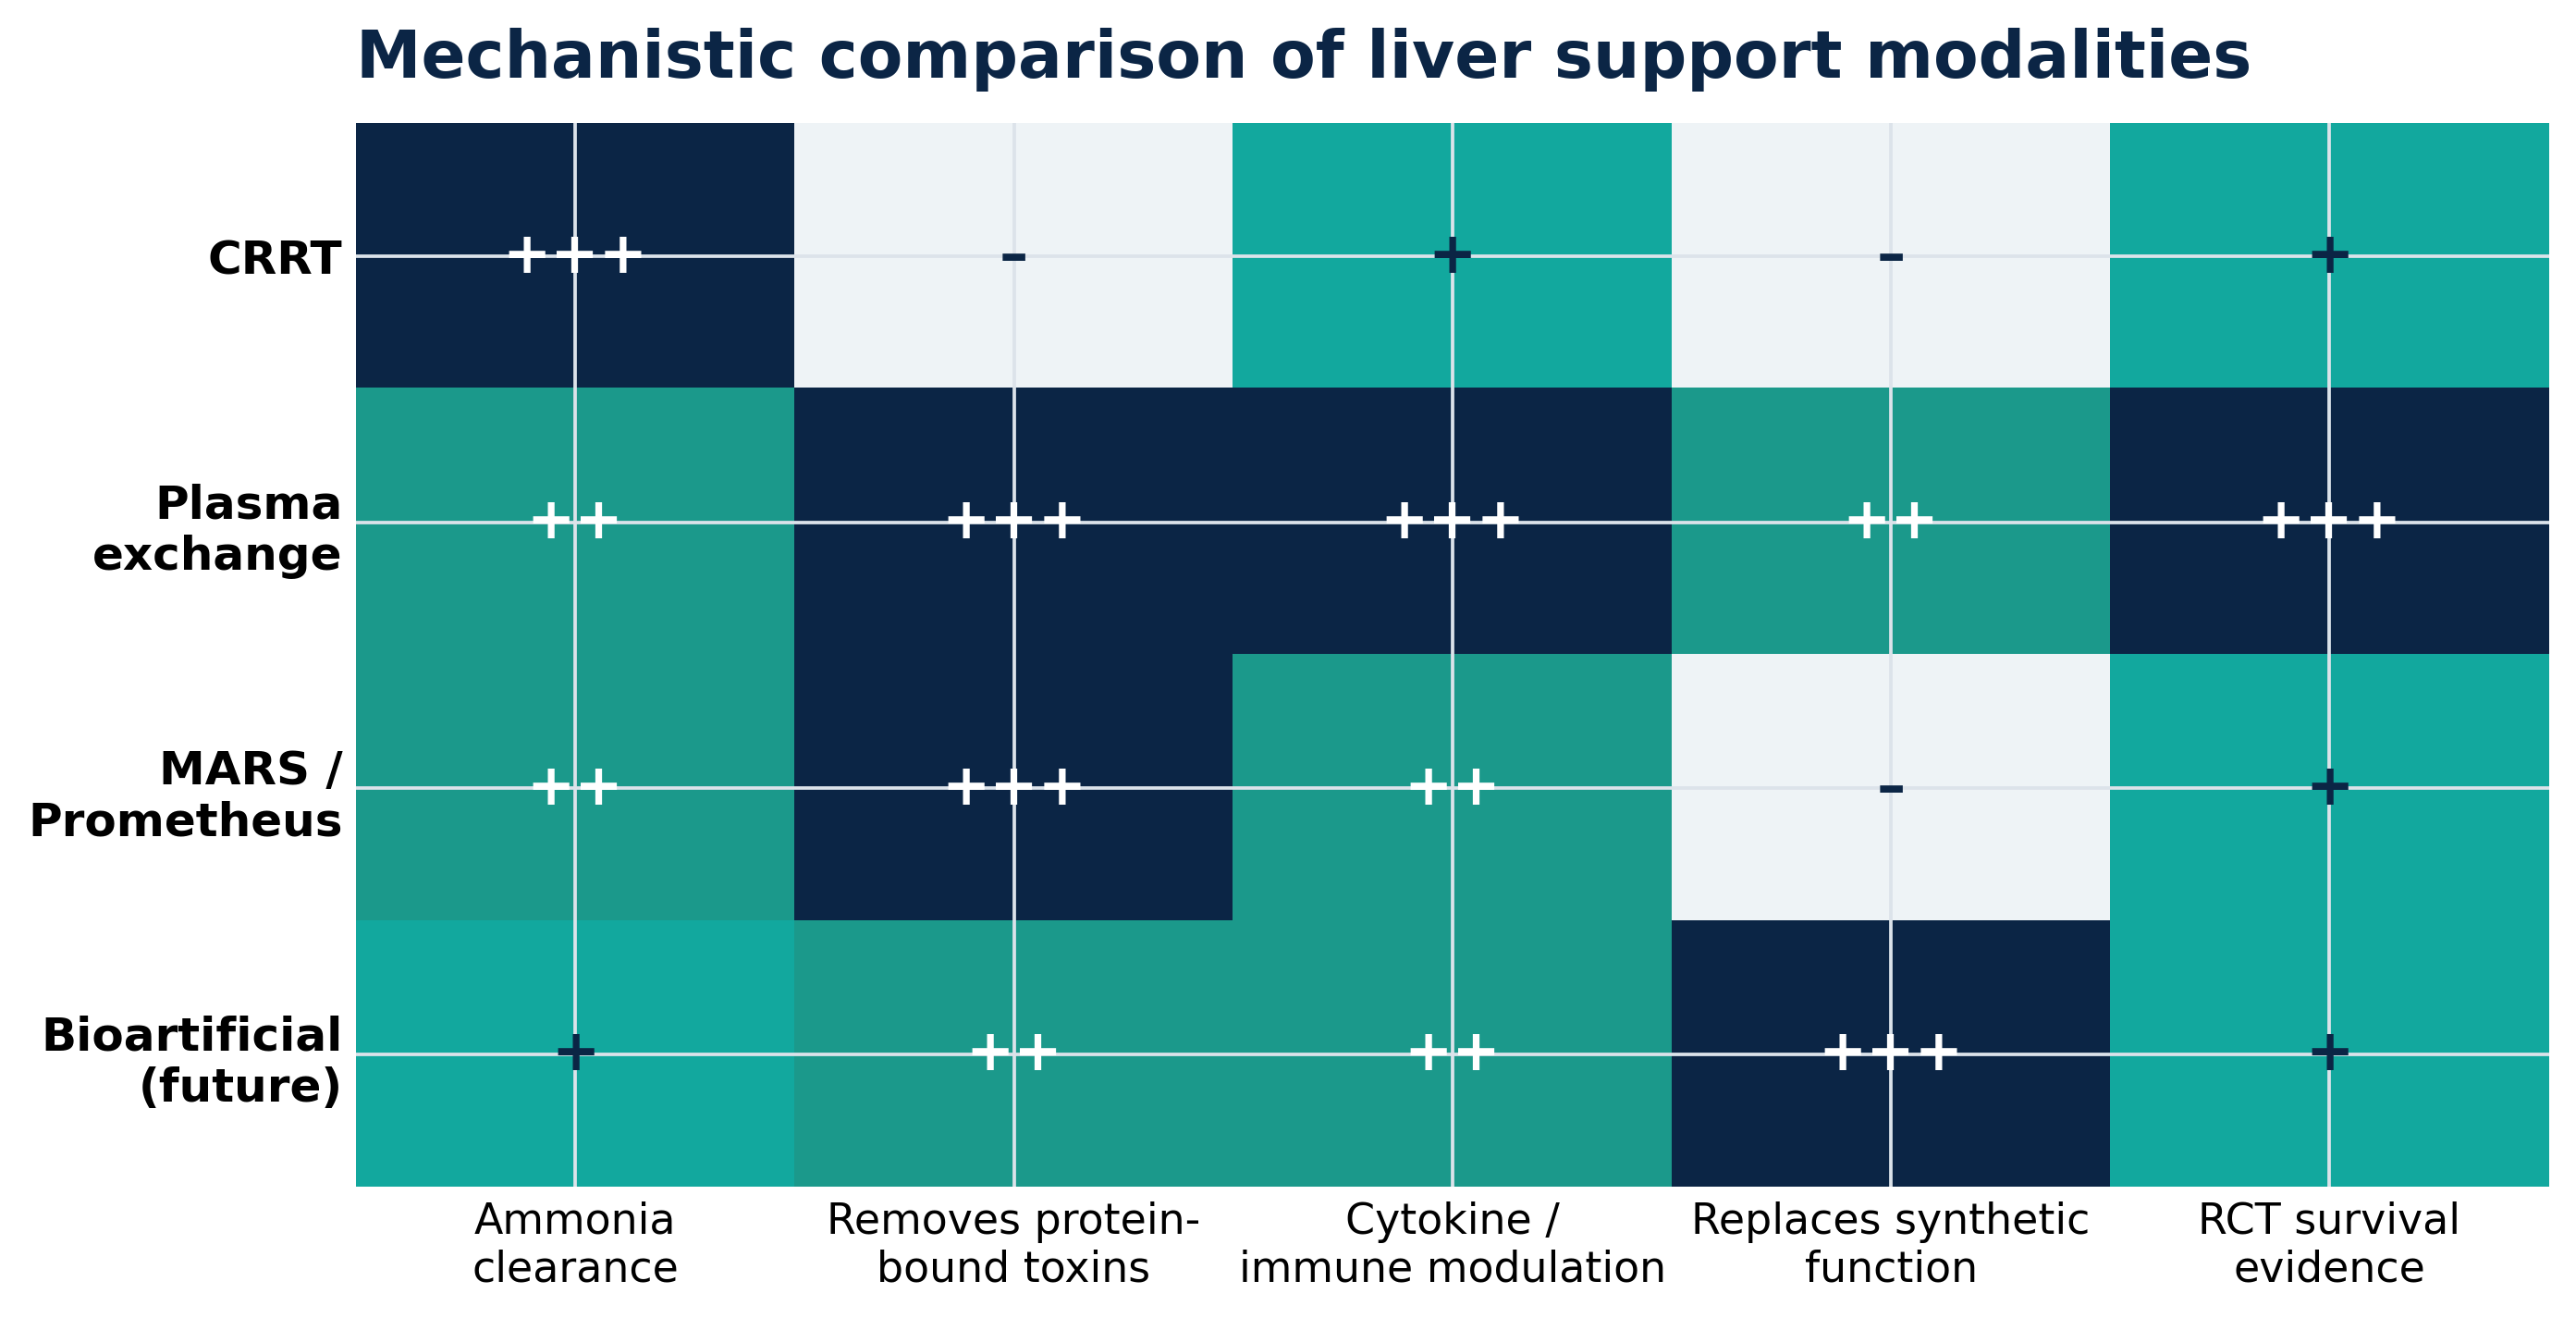 Mechanistic comparison of liver support modalities
CRRT
+++
-
+
-
+
Plasma
exchange
++
+++
+++
++
+++
MARS /
Prometheus
++
+++
++
-
+
Bioartificial
(future)
+
++
++
+++
+
Ammonia
clearance
Removes protein-
bound toxins
Cytokine /
immune modulation
Replaces synthetic
function
RCT survival
evidence